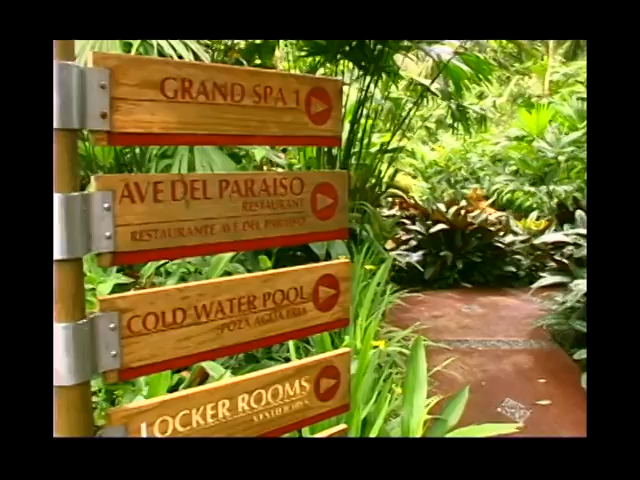 GRAND SPA 1
AVE DEL PARAISO
RESTAURANT
RESTAURANTE AVE DEL PARAISO
COLD WATER POOL
POZA AGUA FRIA
LOCKER ROOMS